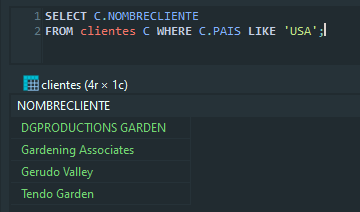 1 SELECT C.NOMBRECLIENTE
2 FROM clientes C WHERE C.PAIS LIKE 'USA';
clientes (4r × 1c)
NOMBRECLIENTE
DGPRODUCTIONS GARDEN
Gardening Associates
Gerudo Valley
Tendo Garden